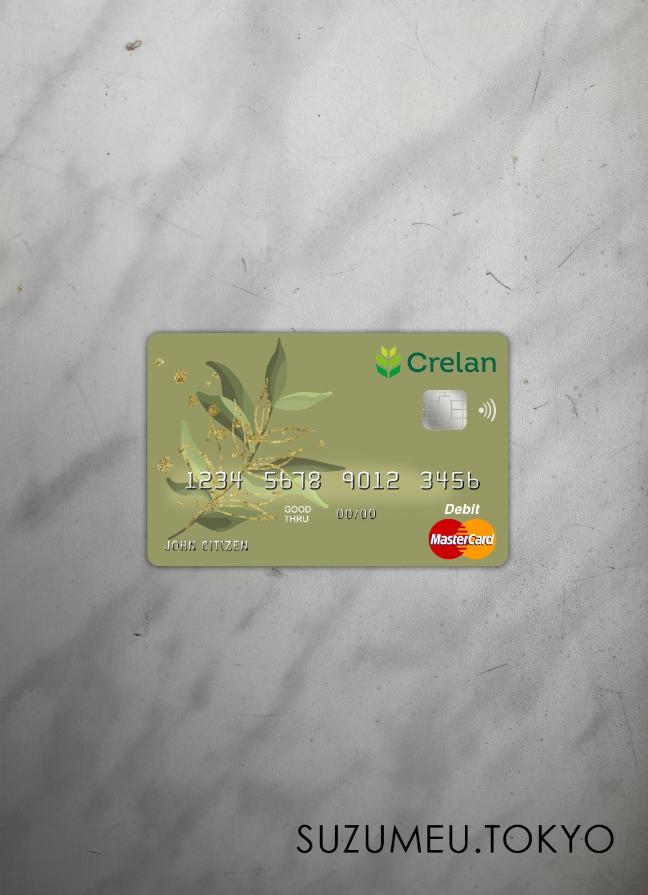 Crelan
1234 5678 9012 3456
GOOD
THRU
00/00
Debit
MasterCard
JOHN CITIZEN
SUZUMEU.TOKYO